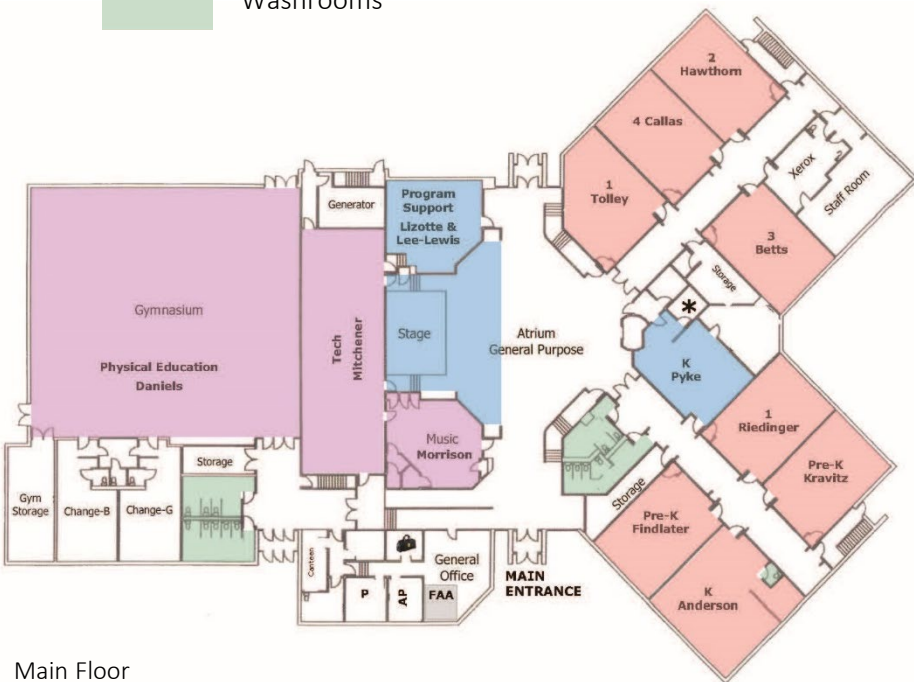 Washrooms
2
Hawthorn
4 Callas
1
Tolley
Xerox
Staff Room
3
Betts
Storage
*
Generator
Program
Support
Lizotte &
Lee-Lewis
Gymnasium
Physical Education
Daniels
Tech
Mitchener
Stage
Atrium
General Purpose
K
Pyke
Music
Morrison
1
Riedinger
Pre-K
Kravitz
Storage
Pre-K
Findlater
K
Anderson
Storage
Gym
Storage
Change-B
Change-G
Canteen
P
AP
FAA
General
Office
MAIN
ENTRANCE
Main Floor